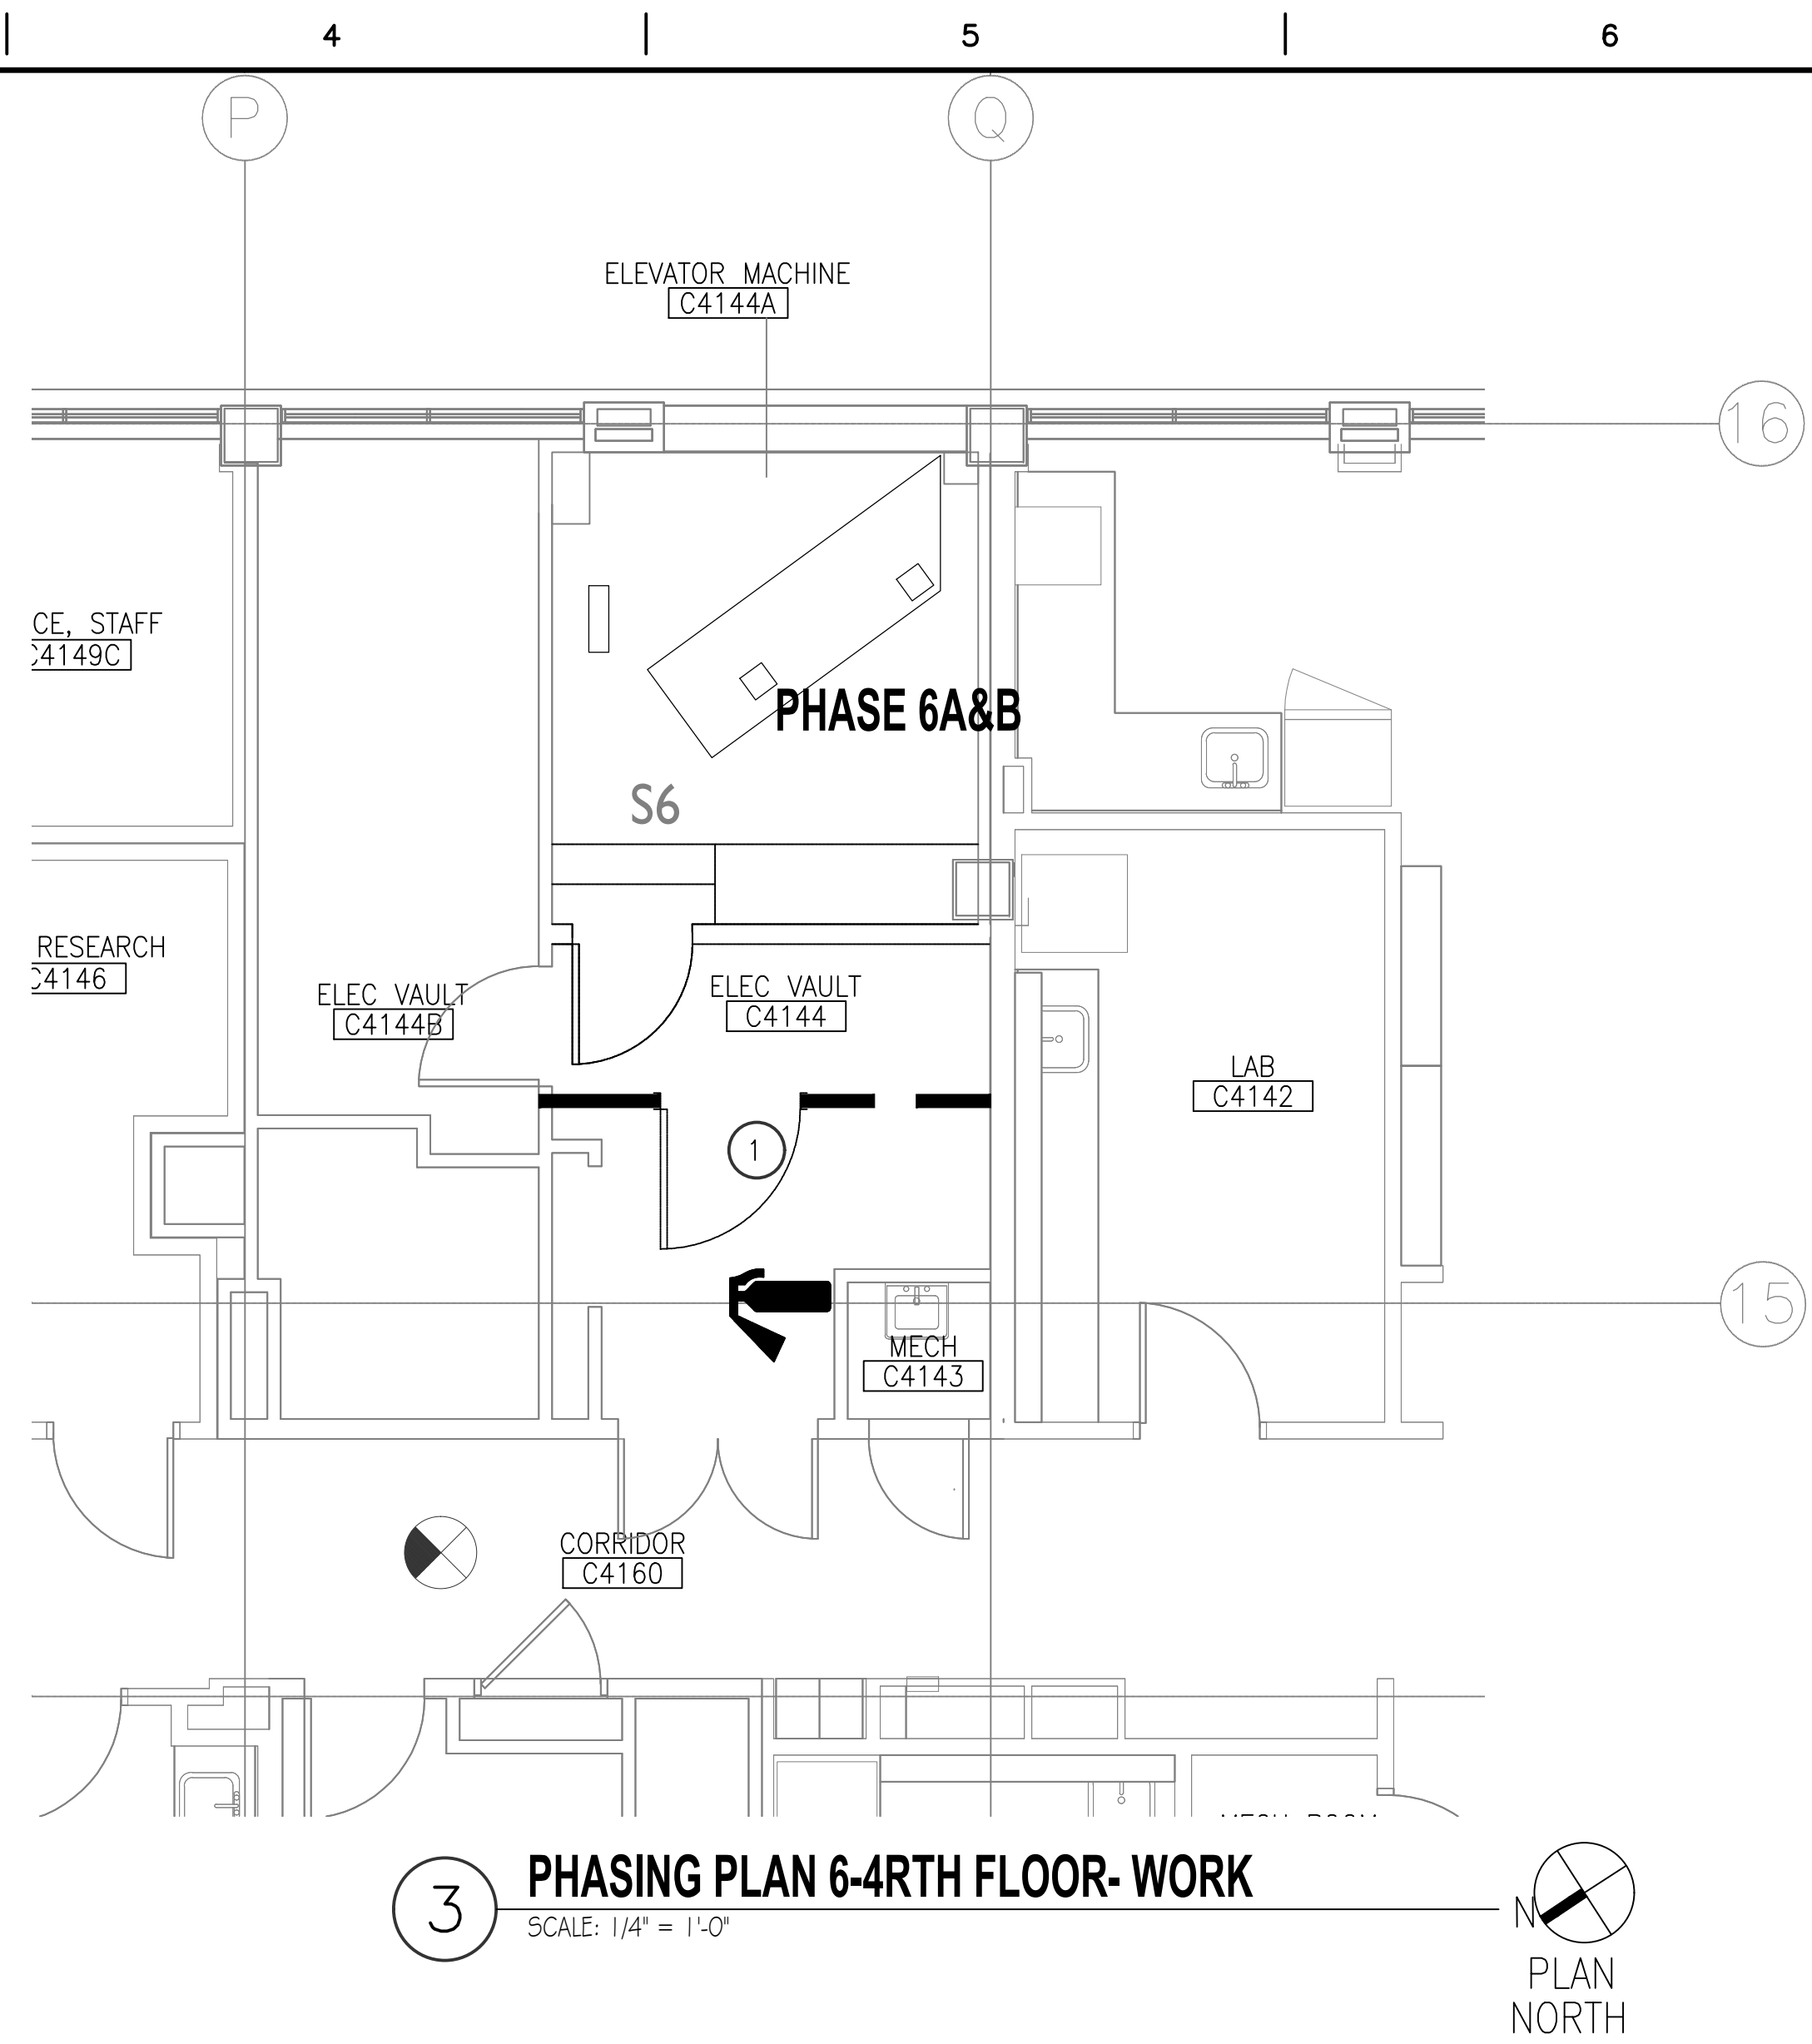 4 5 6
P Q
ELEVATOR MACHINE
C4144A
16
CE, STAFF
C4149C
PHASE 6A&B
S6
RESEARCH
C4146
ELEC VAULT
C4144B
ELEC VAULT
C4144
LAB
C4142
1
15
MECH
C4143
CORRIDOR
C4160
3
PHASING PLAN 6-4RTH FLOOR- WORK
SCALE: 1/4" = 1'-0"
N
PLAN
NORTH